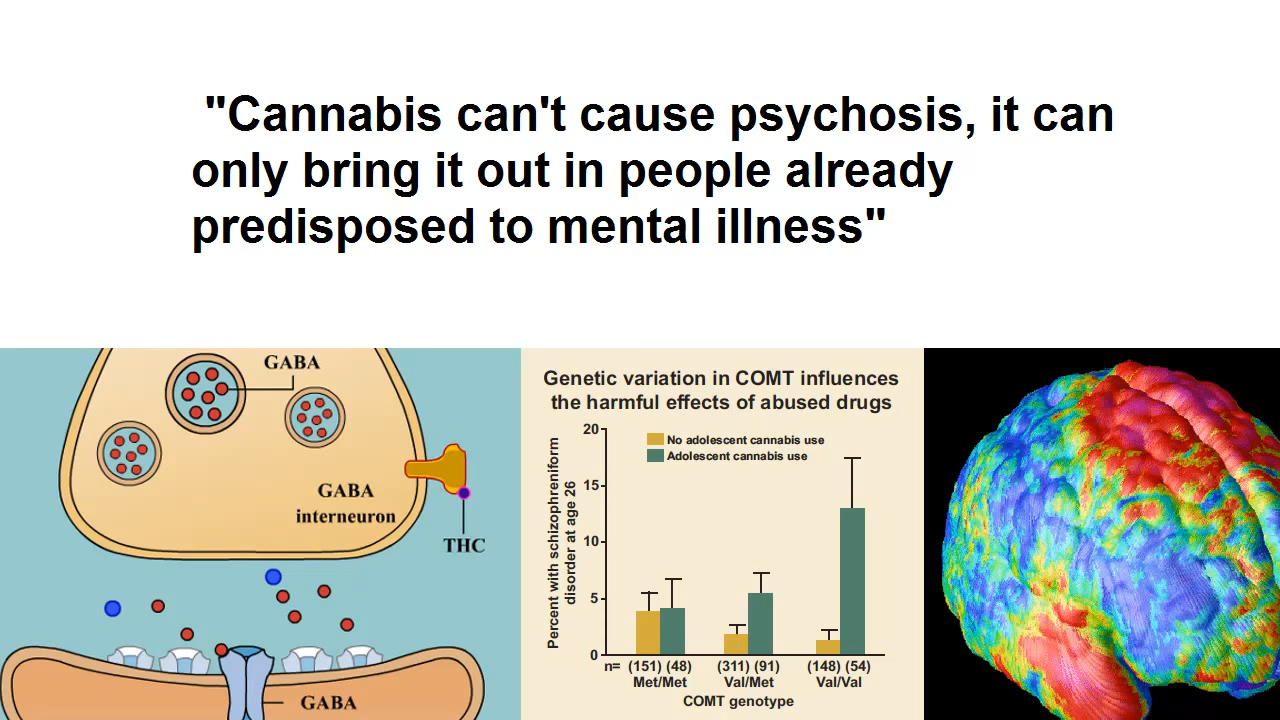 "Cannabis can't cause psychosis, it can
only bring it out in people already
predisposed to mental illness"
GABA
GABA
interneuron
THC
GABA
Genetic variation in COMT influences
the harmful effects of abused drugs
No adolescent cannabis use
Adolescent cannabis use
Percent with schizophreniform
disorder at age 26
20
15
10
5
0
n= (151) (48) (311) (91) (148) (54)
Met/Met Val/Met Val/Val
COMT genotype